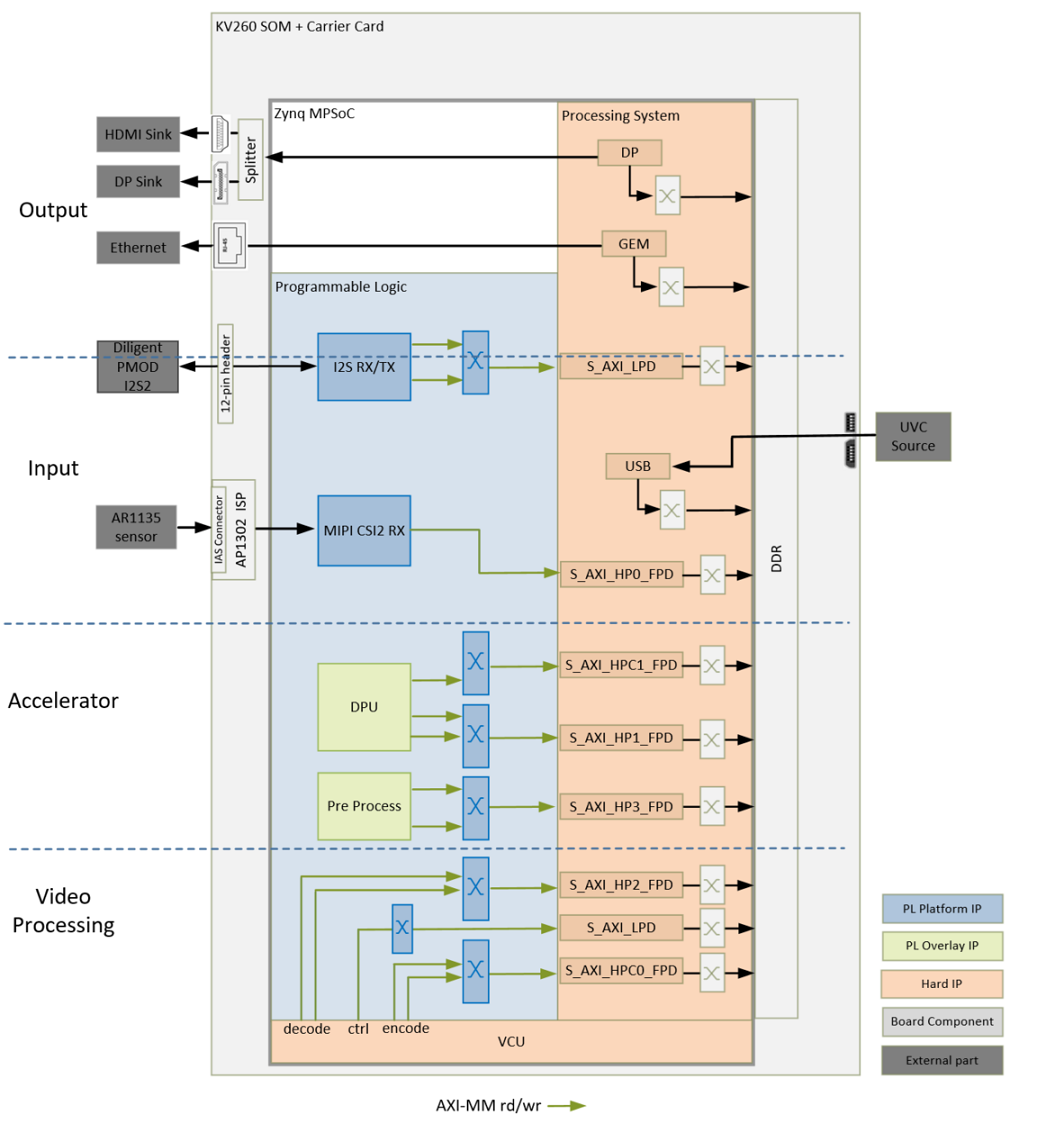 KV260 SOM + Carrier Card
Zynq MPSoC
Processing System
HDMI Sink
Splitter
DP
DP Sink
Output
Ethernet
RJ-45
GEM
Programmable Logic
Diligent
PMOD
I2S2
12-pin header
I2S RX/TX
S_AXI_LPD
UVC
Source
Input
USB
AR1135
sensor
IAS Connector
AP1302 ISP
MIPI CSI2 RX
S_AXI_HP0_FPD
DDR
Accelerator
DPU
S_AXI_HPC1_FPD
S_AXI_HP1_FPD
Pre Process
S_AXI_HP3_FPD
Video
Processing
S_AXI_HP2_FPD
S_AXI_LPD
S_AXI_HPC0_FPD
decode
ctrl
encode
VCU
PL Platform IP
PL Overlay IP
Hard IP
Board Component
External part
AXI-MM rd/wr